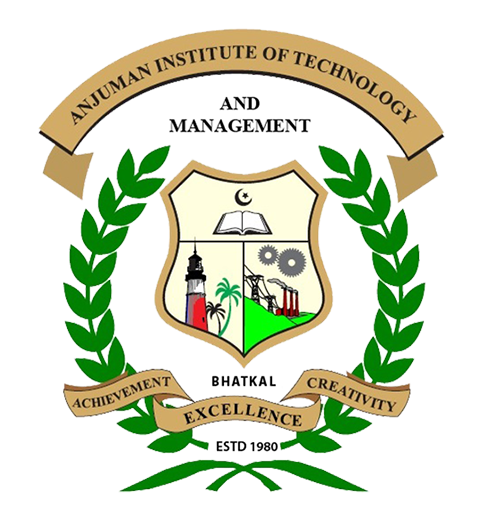 ANJUMAN INSTITUTE OF TECHNOLOGY
AND
MANAGEMENT
BHATKAL
ACHIEVEMENT
EXCELLENCE
CREATIVITY
ESTD 1980